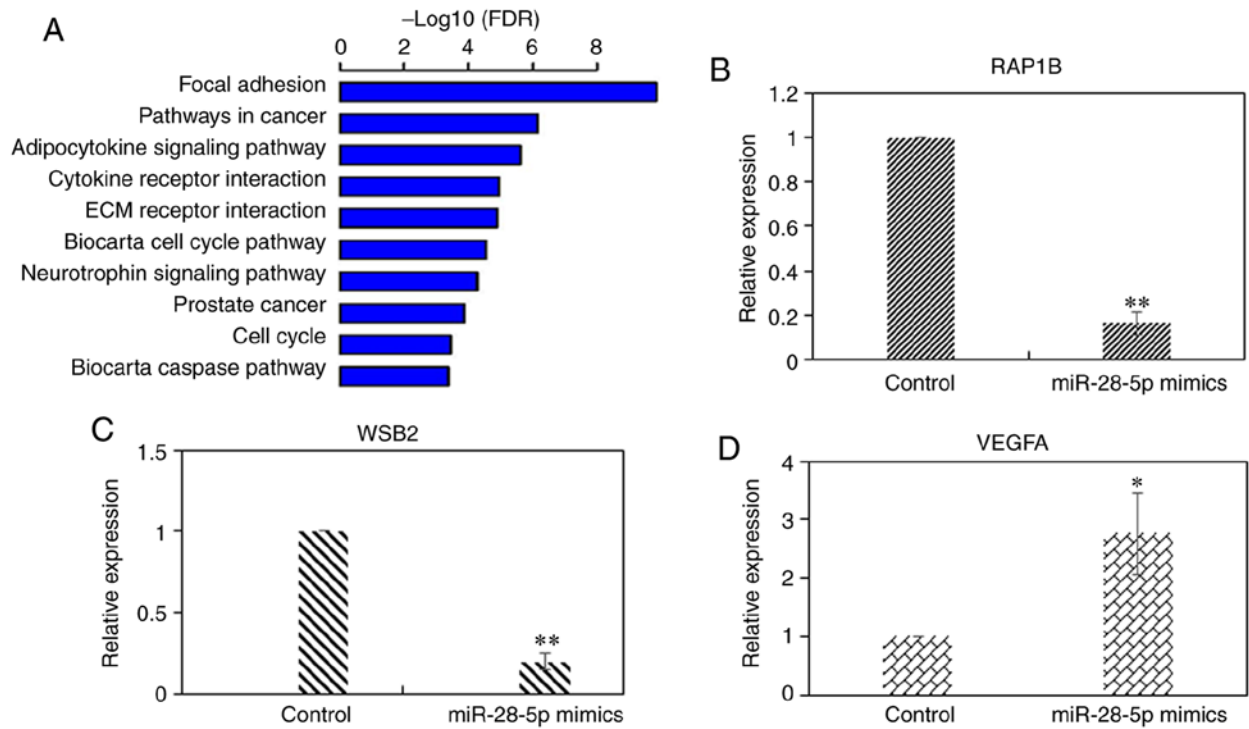 A
–Log10 (FDR)
0 2 4 6 8
Focal adhesion
Pathways in cancer
Adipocytokine signaling pathway
Cytokine receptor interaction
ECM receptor interaction
Biocarta cell cycle pathway
Neurotrophin signaling pathway
Prostate cancer
Cell cycle
Biocarta caspase pathway
B
RAP1B
Relative expression
1.2
1
0.8
0.6
0.4
0.2
0
**
Control miR-28-5p mimics
C
WSB2
Relative expression
1.5
1
0.5
0
**
Control miR-28-5p mimics
D
VEGFA
Relative expression
4
3
2
1
0
*
Control miR-28-5p mimics